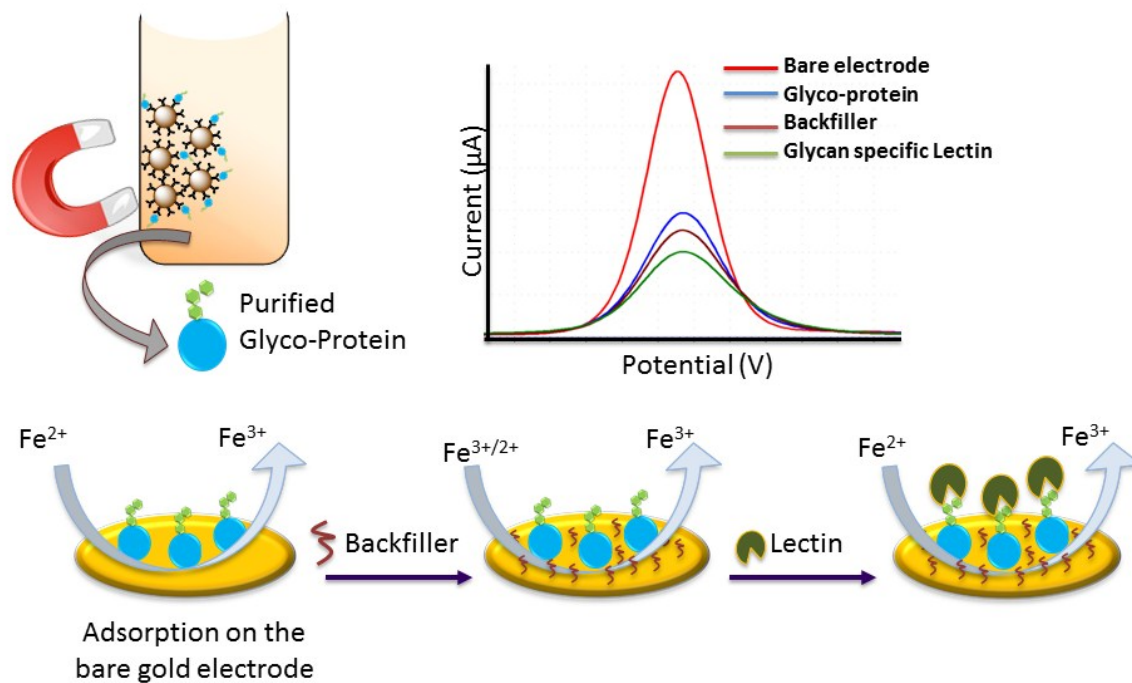 Bare electrode
Glyco-protein
Backfiller
Glycan specific Lectin
Current (μA)
Potential (V)
Purified
Glyco-Protein
Fe²⁺
Fe³⁺
Fe³⁺ᐟ²⁺
Fe³⁺
Fe²⁺
Fe³⁺
Backfiller
Lectin
Adsorption on the
bare gold electrode